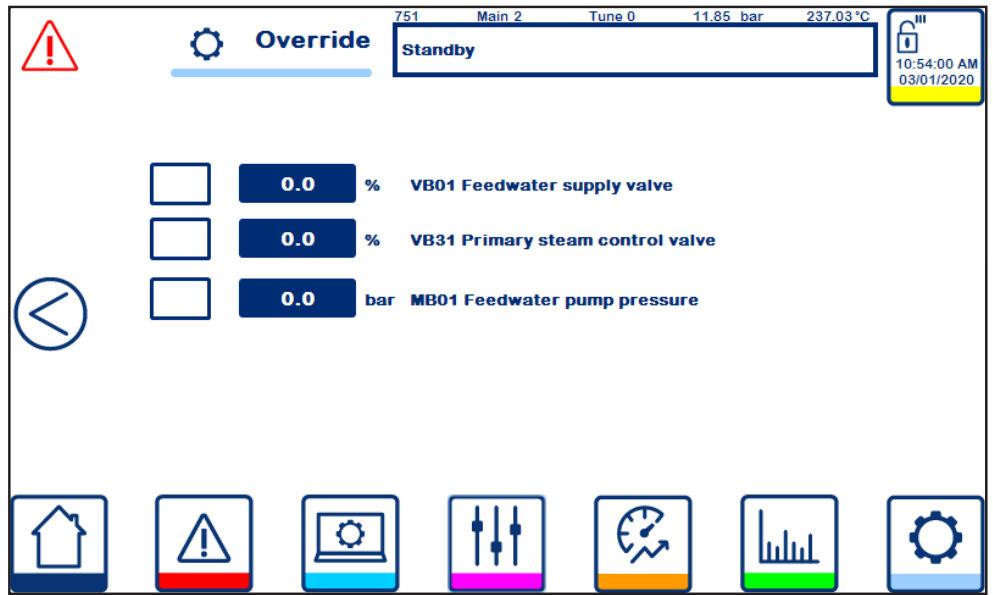 751 Main 2 Tune 0 11.85 bar 237.03 °C
Override
Standby
10:54:00 AM
03/01/2020
0.0 % VB01 Feedwater supply valve
0.0 % VB31 Primary steam control valve
0.0 bar MB01 Feedwater pump pressure